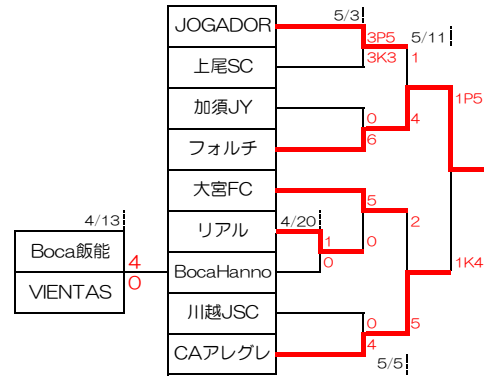 JOGADOR
5/3
3P5
5/11
上尾SC
3K3
1
1P5
加須JY
0
4
フォルチ
6
大宮FC
5
4/13
リアル
4/20
1
0
2
Boca飯能
4
BocaHanno
0
1K4
VIENTAS
0
川越JSC
0
5
CAアレグレ
4
5/5